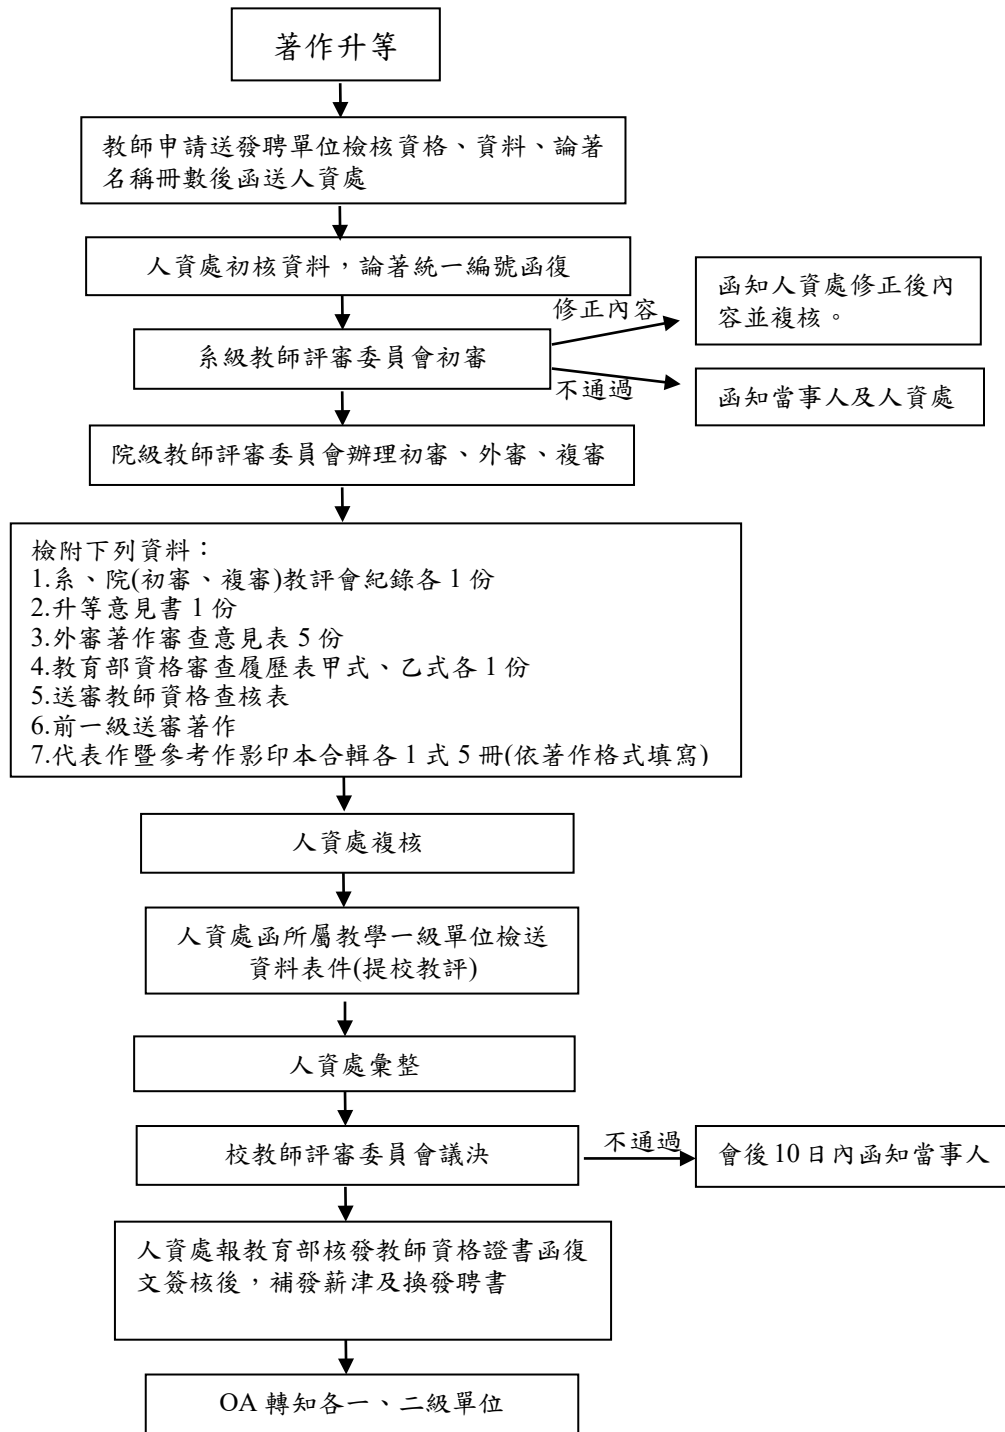 著作升等
教師申請送發聘單位檢核資格、資料、論著
名稱冊數後函送人資處
人資處初核資料，論著統一編號函復
修正內容
函知人資處修正後內
容並複核。
系級教師評審委員會初審
不通過
函知當事人及人資處
院級教師評審委員會辦理初審、外審、複審
檢附下列資料：
1.系、院(初審、複審)教評會紀錄各 1 份
2.升等意見書 1 份
3.外審著作審查意見表 5 份
4.教育部資格審查履歷表甲式、乙式各 1 份
5.送審教師資格查核表
6.前一級送審著作
7.代表作暨參考作影印本合輯各 1 式 5 冊(依著作格式填寫)
人資處複核
人資處函所屬教學一級單位檢送
資料表件(提校教評)
人資處彙整
校教師評審委員會議決
不通過
會後 10 日內函知當事人
人資處報教育部核發教師資格證書函復
文簽核後，補發薪津及換發聘書
OA 轉知各一、二級單位